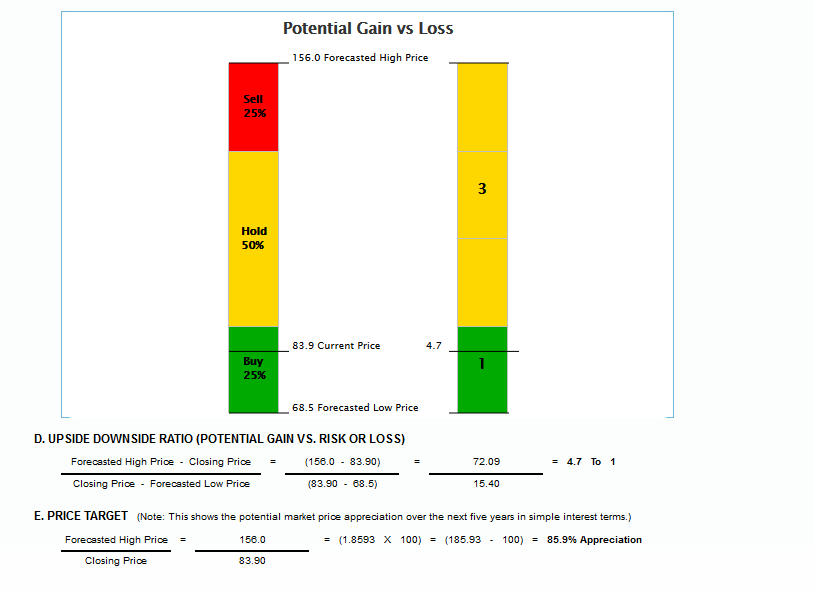 Potential Gain vs Loss
156.0 Forecasted High Price
Sell
25%
3
Hold
50%
83.9 Current Price 4.7
Buy
25%
1
68.5 Forecasted Low Price
D. UPSIDE DOWNSIDE RATIO (POTENTIAL GAIN VS. RISK OR LOSS)
Forecasted High Price - Closing Price = (156.0 - 83.90) = 72.09 = 4.7 To 1
Closing Price - Forecasted Low Price (83.90 - 68.5) 15.40
E. PRICE TARGET (Note: This shows the potential market price appreciation over the next five years in simple interest terms.)
Forecasted High Price = 156.0 = (1.8593 X 100) = (185.93 - 100) = 85.9% Appreciation
Closing Price 83.90